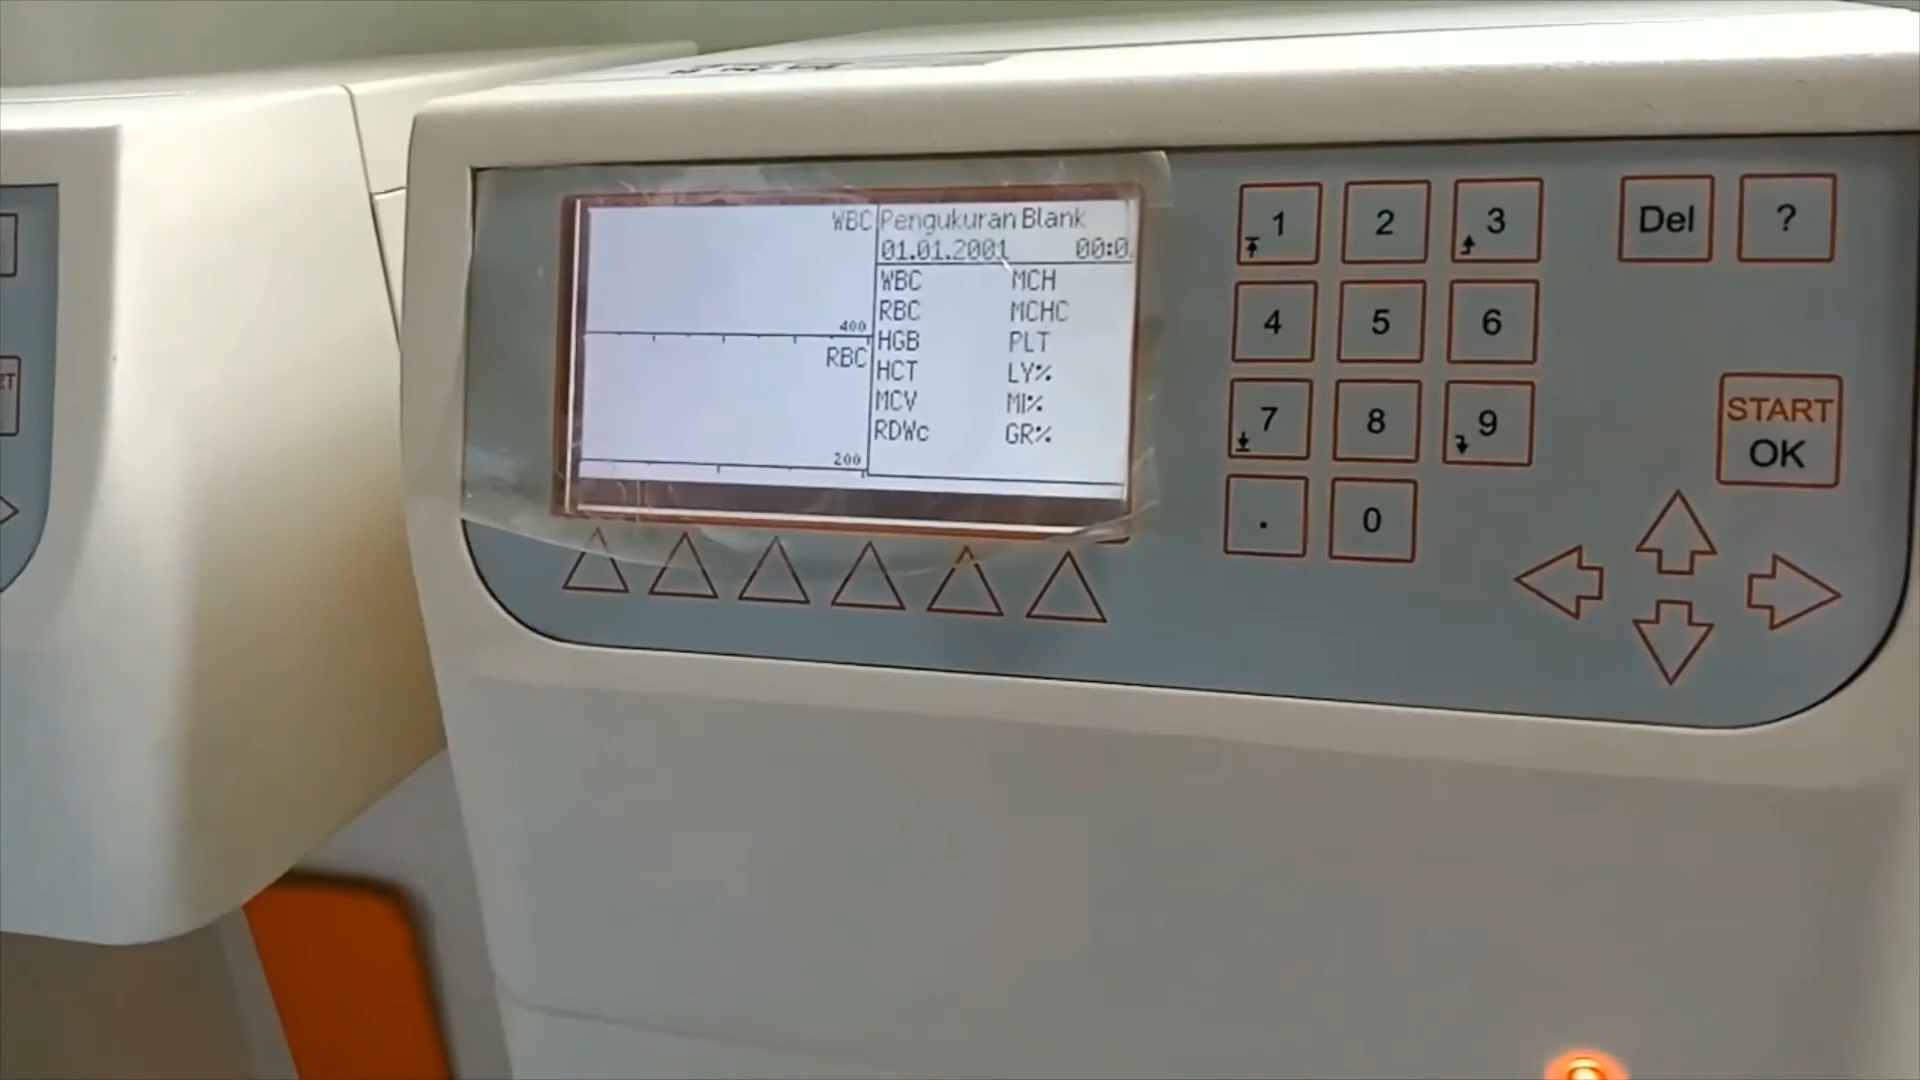 WBC
400
RBC
200
Pengukuran Blank
01.01.2001 00:0
WBC MCH
RBC MCHC
HGB PLT
HCT LY%
MCV MI%
RDWc GR%
1 2 3 Del ?
4 5 6
7 8 9
START
OK
. 0